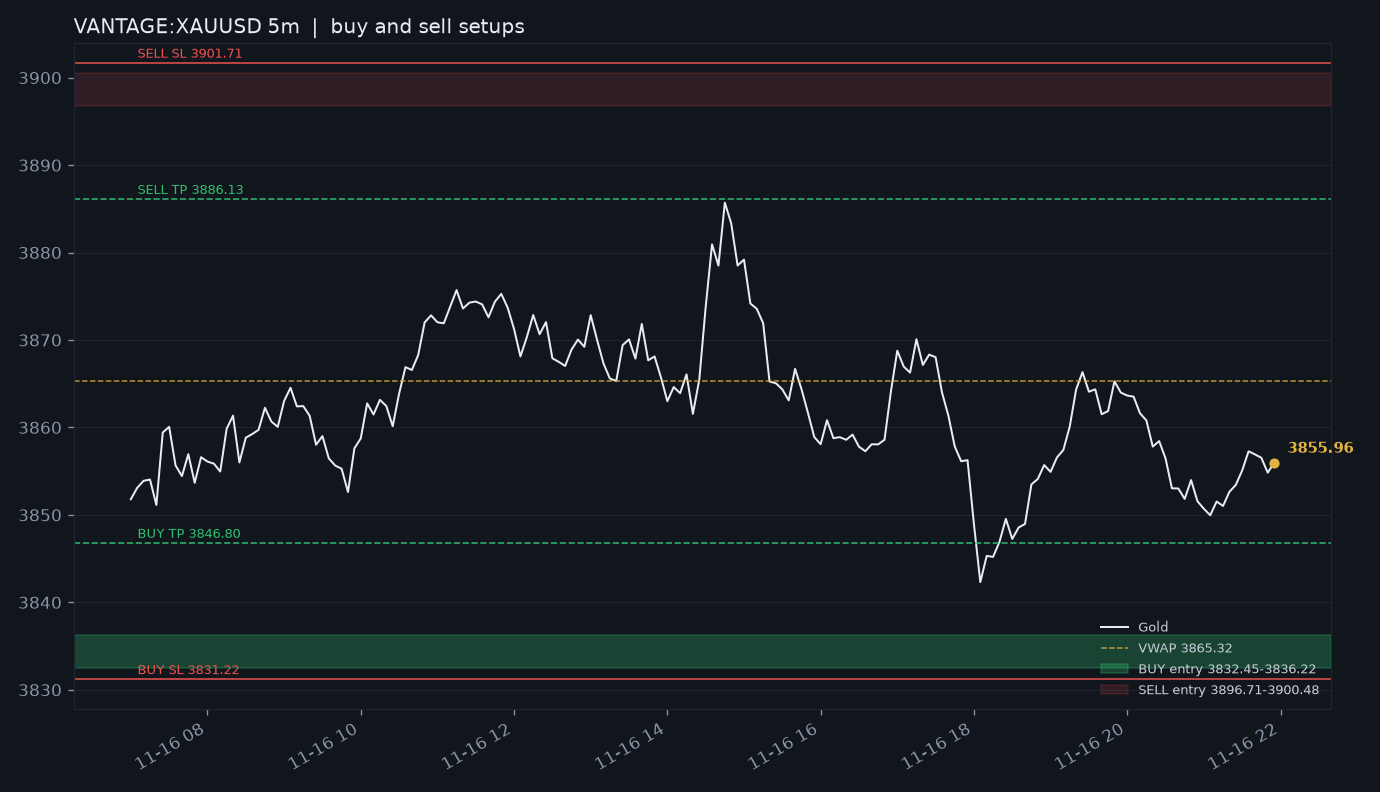 VANTAGE:XAUUSD 5m | buy and sell setups
SELL SL 3901.71
3900
3890
SELL TP 3886.13
3880
3870
3860
3855.96
3850
BUY TP 3846.80
3840
Gold
VWAP 3865.32
BUY entry 3832.45-3836.22
BUY SL 3831.22
SELL entry 3896.71-3900.48
3830
11-16 08
11-16 10
11-16 12
11-16 14
11-16 16
11-16 18
11-16 20
11-16 22